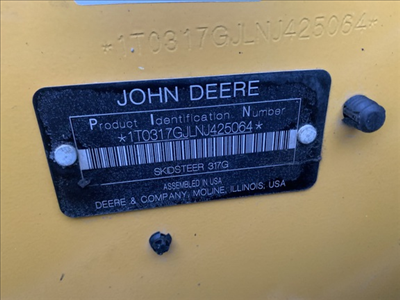 *1T0317GJLNJ425064*
JOHN DEERE
Product Identification Number
*1T0317GJLNJ425064*
SKIDSTEER 317G
ASSEMBLED IN USA
DEERE & COMPANY, MOLINE, ILLINOIS, USA